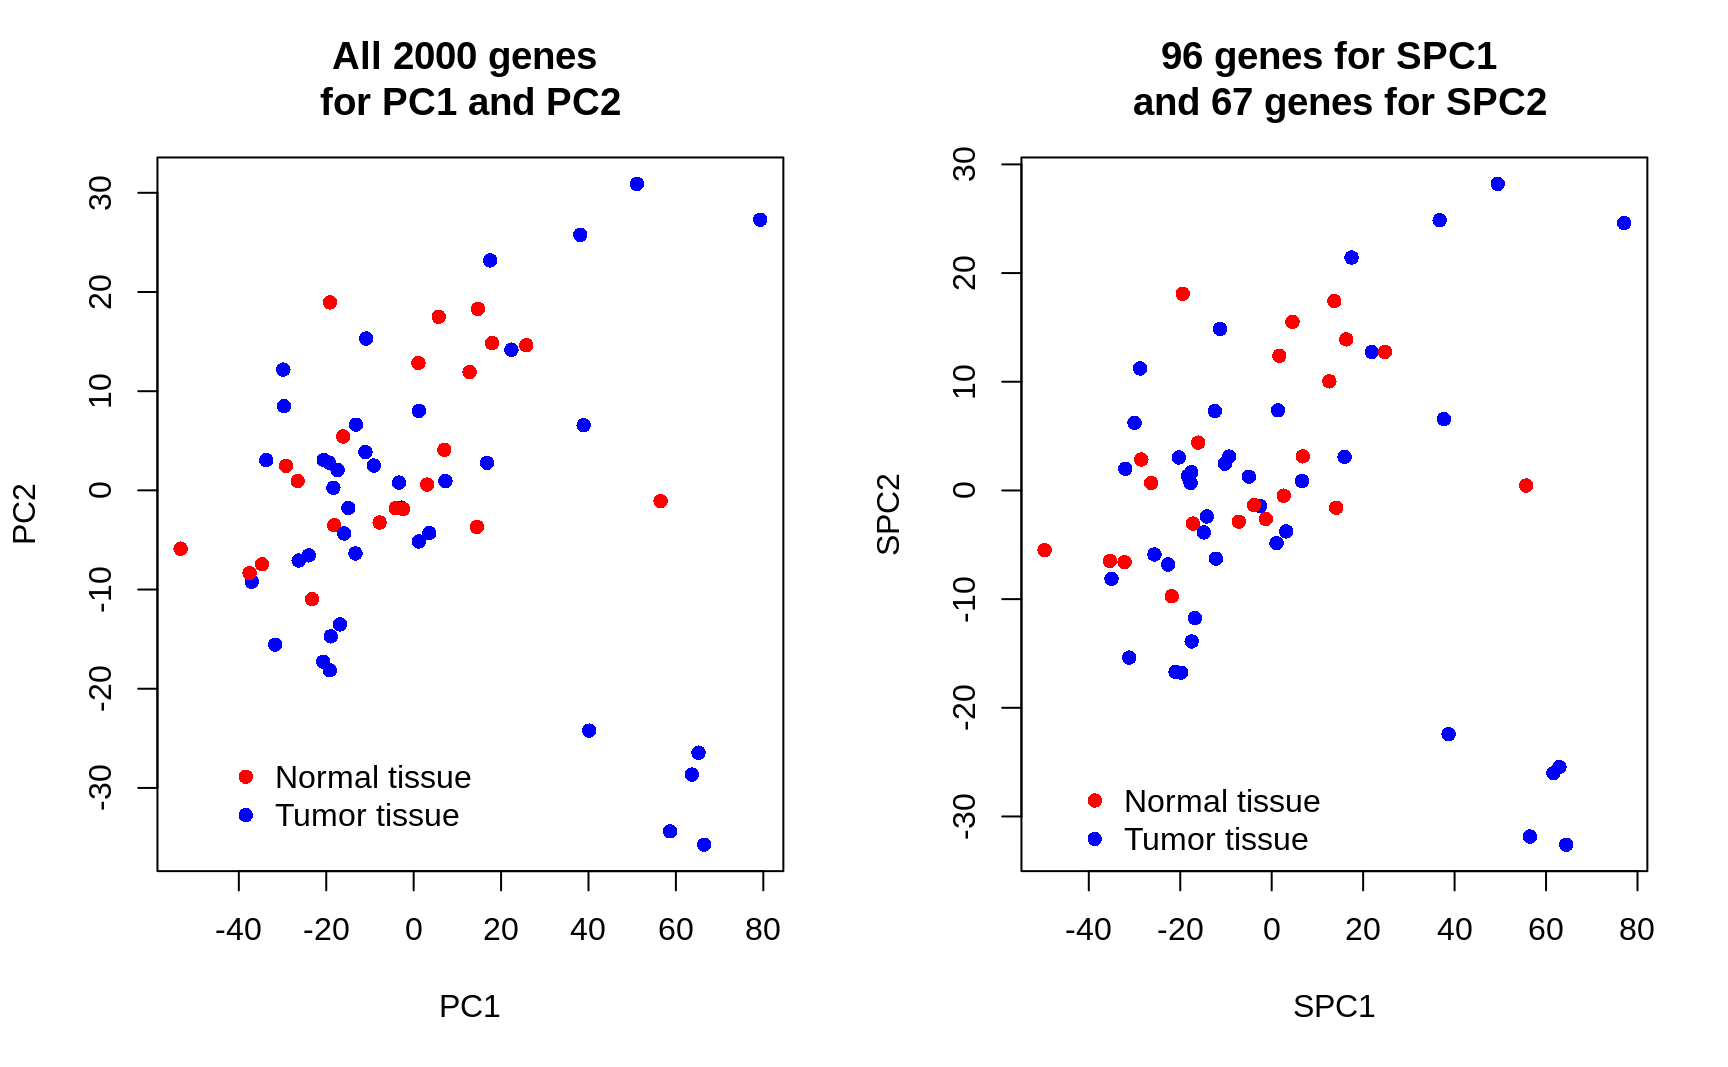 All 2000 genes
for PC1 and PC2
30
20
10
0
-10
-20
-30
PC2
Normal tissue
Tumor tissue
-40 -20 0 20 40 60 80
PC1
96 genes for SPC1
and 67 genes for SPC2
30
20
10
0
-10
-20
-30
SPC2
Normal tissue
Tumor tissue
-40 -20 0 20 40 60 80
SPC1